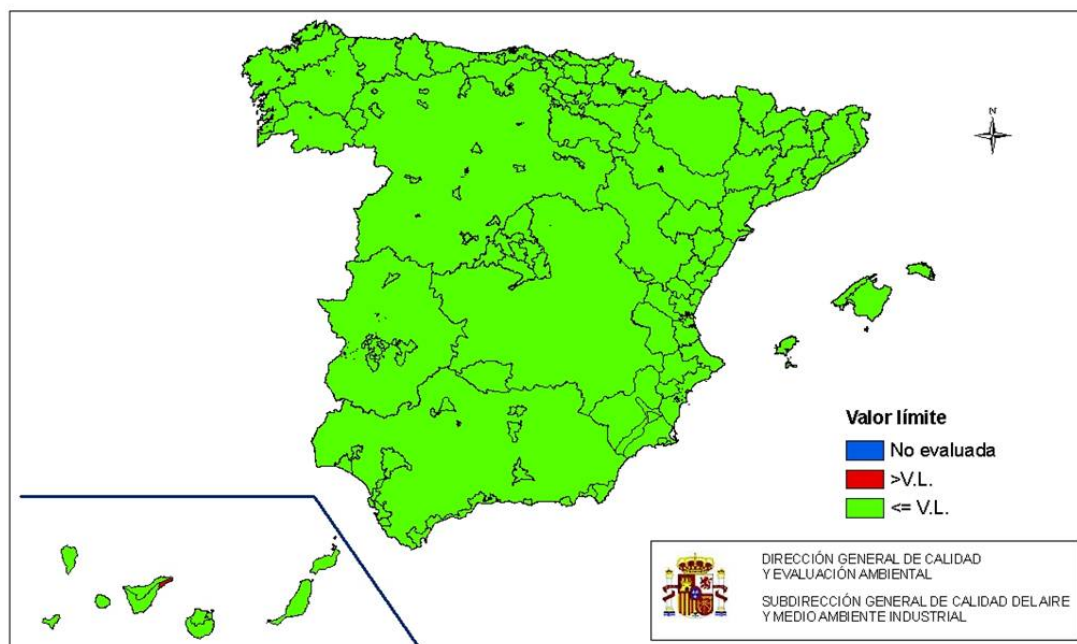 N
Valor límite
No evaluada
>V.L.
<= V.L.
DIRECCIÓN GENERAL DE CALIDAD
Y EVALUACIÓN AMBIENTAL
SUBDIRECCIÓN GENERAL DE CALIDAD DEL AIRE
Y MEDIO AMBIENTE INDUSTRIAL